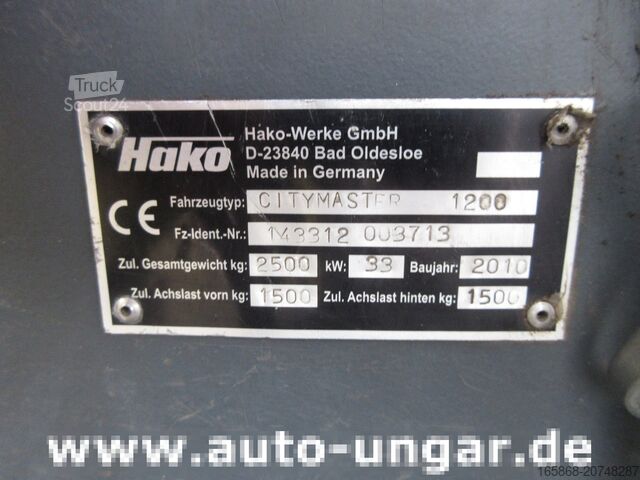 Truck
Scout24
Hako
Hako-Werke GmbH
D-23840 Bad Oldesloe
Made in Germany
CE
Fahrzeugtyp: CITYMASTER 1200
Fz-Ident.-Nr.: 143312 003713
Zul. Gesamtgewicht kg: 2500 kW: 33 Baujahr: 2010
Zul. Achslast vorn kg: 1500 Zul. Achslast hinten kg: 1500
www.auto-ungar.de
165868-20748287